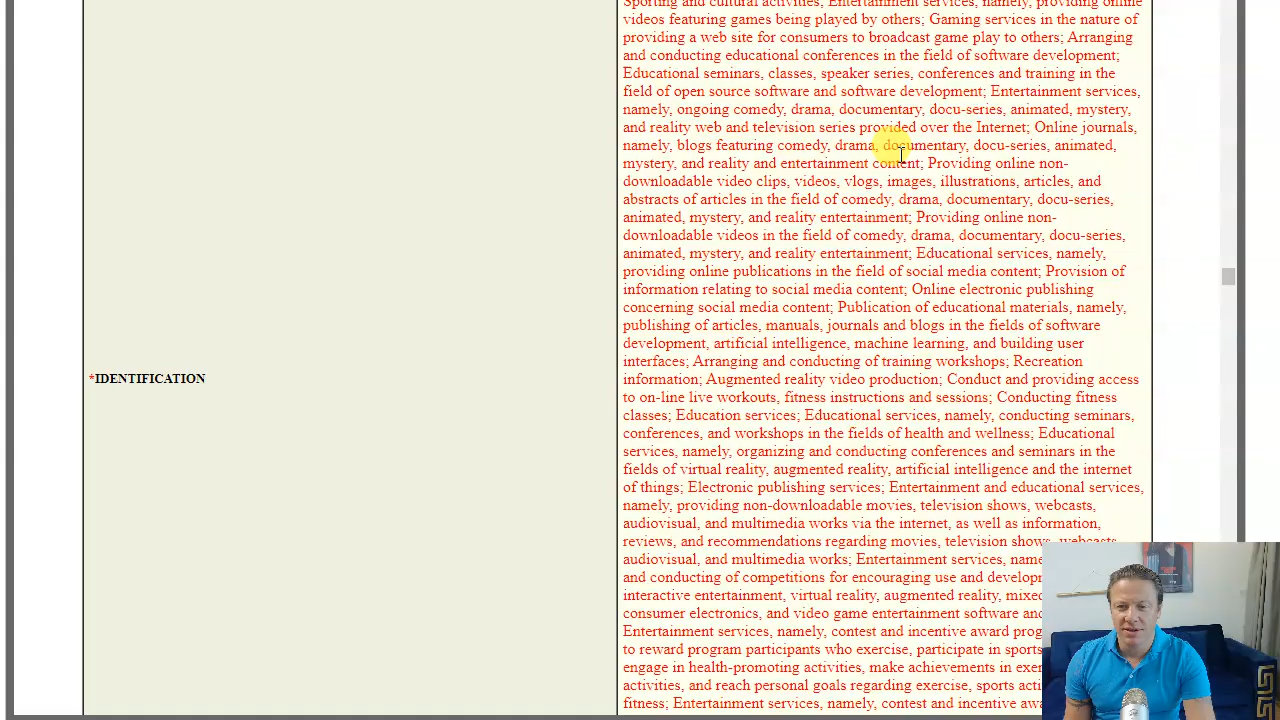 Sporting and cultural activities; Entertainment services, namely, providing online
videos featuring games being played by others; Gaming services in the nature of
providing a web site for consumers to broadcast game play to others; Arranging
and conducting educational conferences in the field of software development;
Educational seminars, classes, speaker series, conferences and training in the
field of open source software and software development; Entertainment services,
namely, ongoing comedy, drama, documentary, docu-series, animated, mystery,
and reality web and television series provided over the Internet; Online journals,
namely, blogs featuring comedy, drama, documentary, docu-series, animated,
mystery, and reality and entertainment content; Providing online non-
downloadable video clips, videos, vlogs, images, illustrations, articles, and
abstracts of articles in the field of comedy, drama, documentary, docu-series,
animated, mystery, and reality entertainment; Providing online non-
downloadable videos in the field of comedy, drama, documentary, docu-series,
animated, mystery, and reality entertainment; Educational services, namely,
providing online publications in the field of social media content; Provision of
information relating to social media content; Online electronic publishing
concerning social media content; Publication of educational materials, namely,
publishing of articles, manuals, journals and blogs in the fields of software
development, artificial intelligence, machine learning, and building user
interfaces; Arranging and conducting of training workshops; Recreation
*IDENTIFICATION
information; Augmented reality video production; Conduct and providing access
to on-line live workouts, fitness instructions and sessions; Conducting fitness
classes; Education services; Educational services, namely, conducting seminars,
conferences, and workshops in the fields of health and wellness; Educational
services, namely, organizing and conducting conferences and seminars in the
fields of virtual reality, augmented reality, artificial intelligence and the internet
of things; Electronic publishing services; Entertainment and educational services,
namely, providing non-downloadable movies, television shows, webcasts,
audiovisual, and multimedia works via the internet, as well as information,
reviews, and recommendations regarding movies, television shows, webcasts,
audiovisual, and multimedia works; Entertainment services,
and conducting of competitions for encouraging use and
interactive entertainment, virtual reality, augmented reality,
consumer electronics, and video game entertainment software
Entertainment services, namely, contest and incentive award
to reward program participants who exercise, participate in sports
engage in health-promoting activities, make achievements in
activities, and reach personal goals regarding exercise, sports
fitness; Entertainment services, namely, contest and incentive